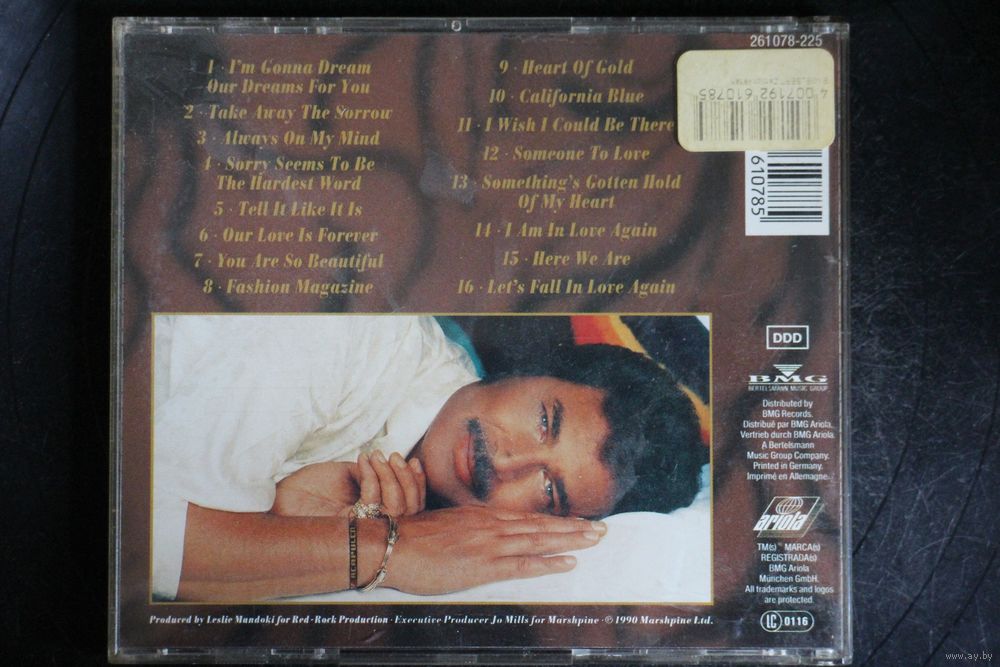 261078-225
1 · I'm Gonna Dream
Our Dreams For You
2 · Take Away The Sorrow
3 · Always On My Mind
4 · Sorry Seems To Be
The Hardest Word
5 · Tell It Like It Is
6 · Our Love Is Forever
7 · You Are So Beautiful
8 · Fashion Magazine
9 · Heart Of Gold
10 · California Blue
11 · I Wish I Could Be There
12 · Someone To Love
13 · Something's Gotten Hold
Of My Heart
14 · I Am In Love Again
15 · Here We Are
16 · Let's Fall In Love Again
4 007192 610785
610785
DDD
BMG
BERTELSMANN MUSIC GROUP
Distributed by
BMG Records.
Distribué par BMG Ariola.
Vertrieb durch BMG Ariola.
A Bertelsmann
Music Group Company.
Printed in Germany.
Imprimé en Allemagne.
ariola
TM(s) MARCA(s)
REGISTRADA(s)
BMG Ariola
München GmbH.
All trademarks and logos
are protected
LC 0116
ACAPULCO
Produced by Leslie Mandoki for Red-Rock Production · Executive Producer Jo Mills for Marshpine · ℗ 1990 Marshpine Ltd.
www.ay.by